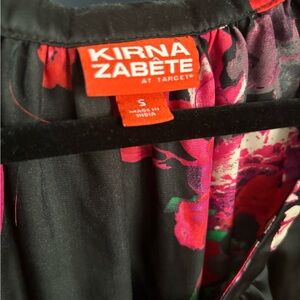 KIRNA
ZABÊTE
AT TARGET®
S
MADE IN
INDIA